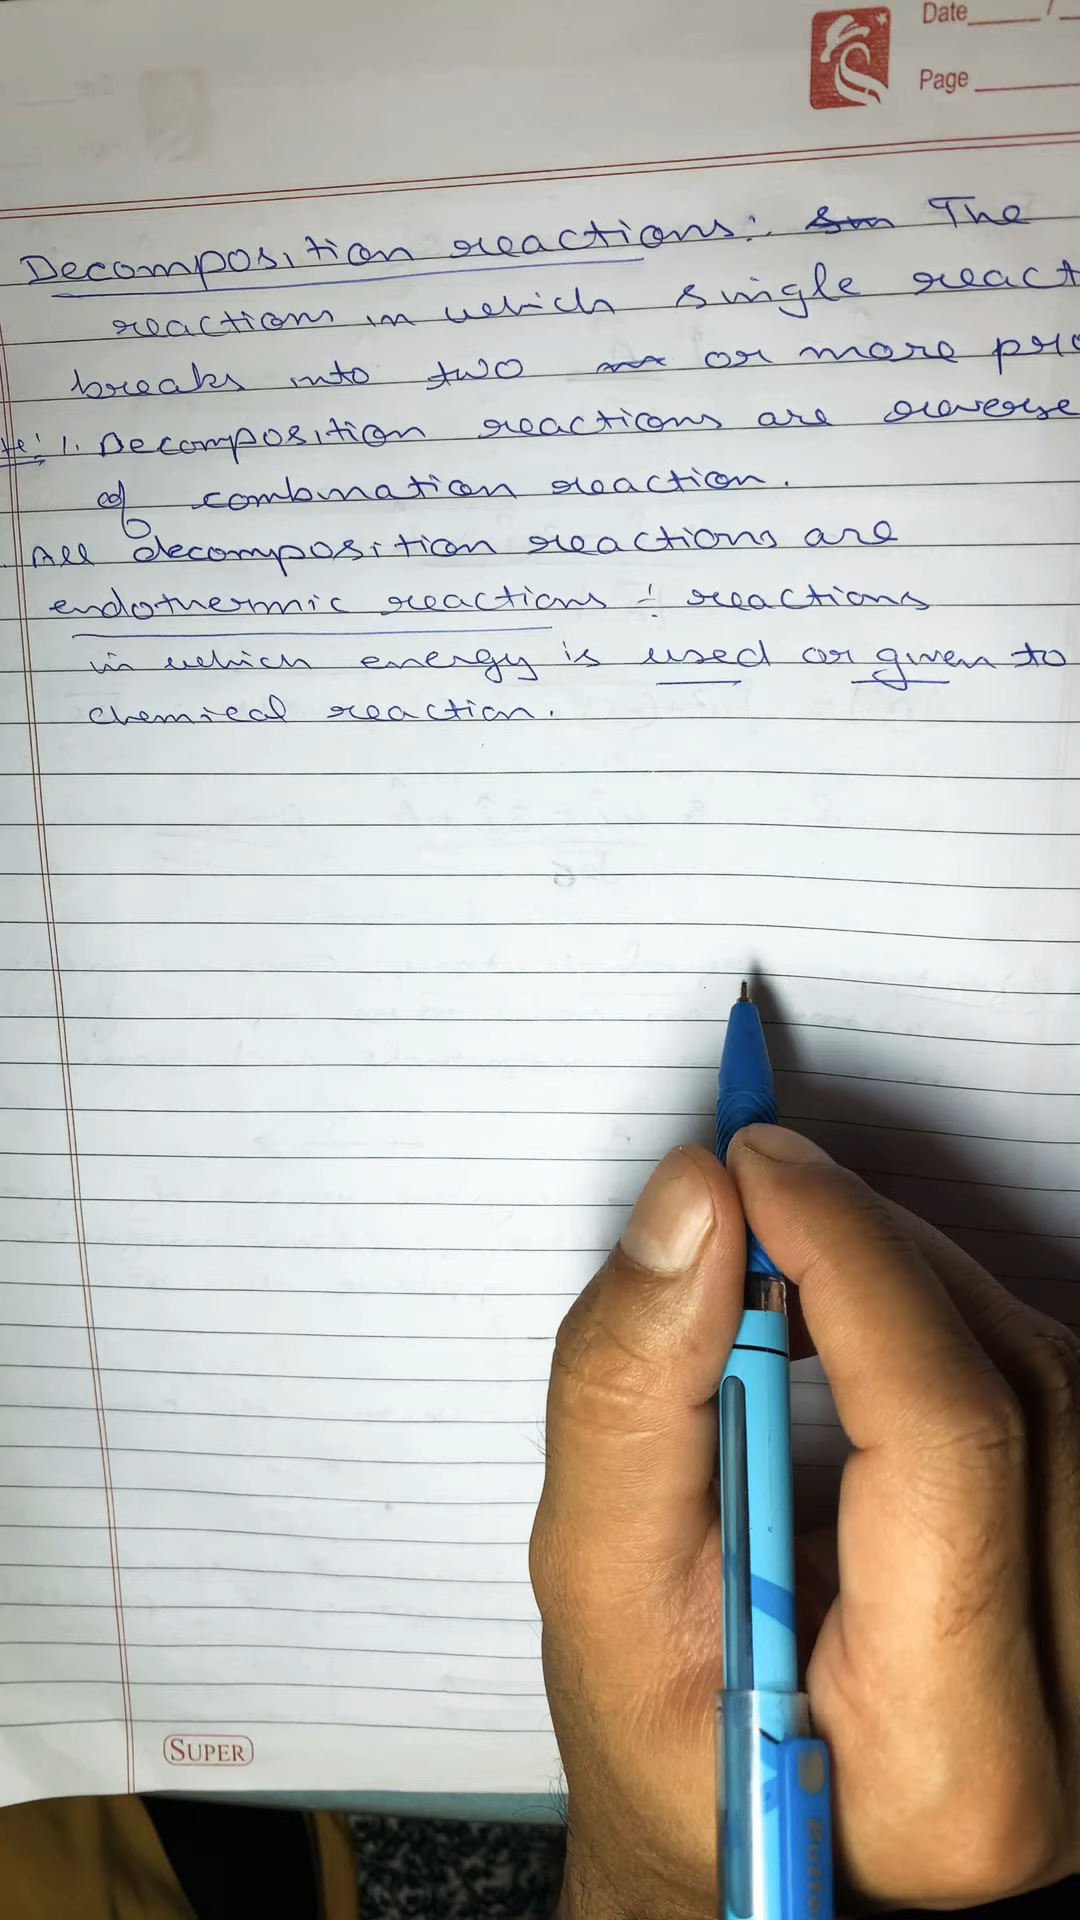 Date
Page
Decomposition reactions:. The
reactions in which single react
breaks into two or more pro
te: 1. Decomposition reactions are reverse
of combination reaction.
All decomposition reactions are
endothermic reactions : reactions
in which energy is used or given to
chemical reaction.
SUPER